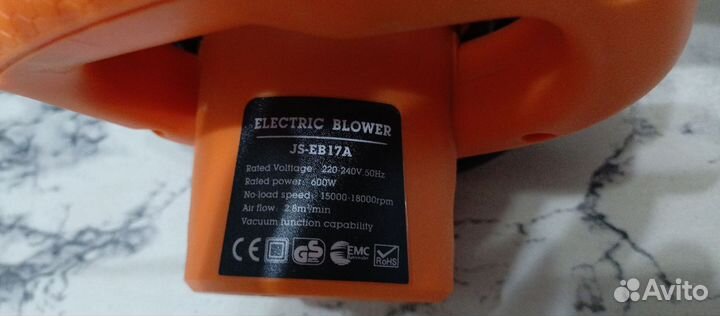 ELECTRIC BLOWER
JS-EB17A
Rated Voltage: 220-240V 50Hz
Rated power: 600W
No-load speed: 15000-18000rpm
Air flow: 2.8m³/min
Vacuum function capability
CE GS EMC RoHS
Avito